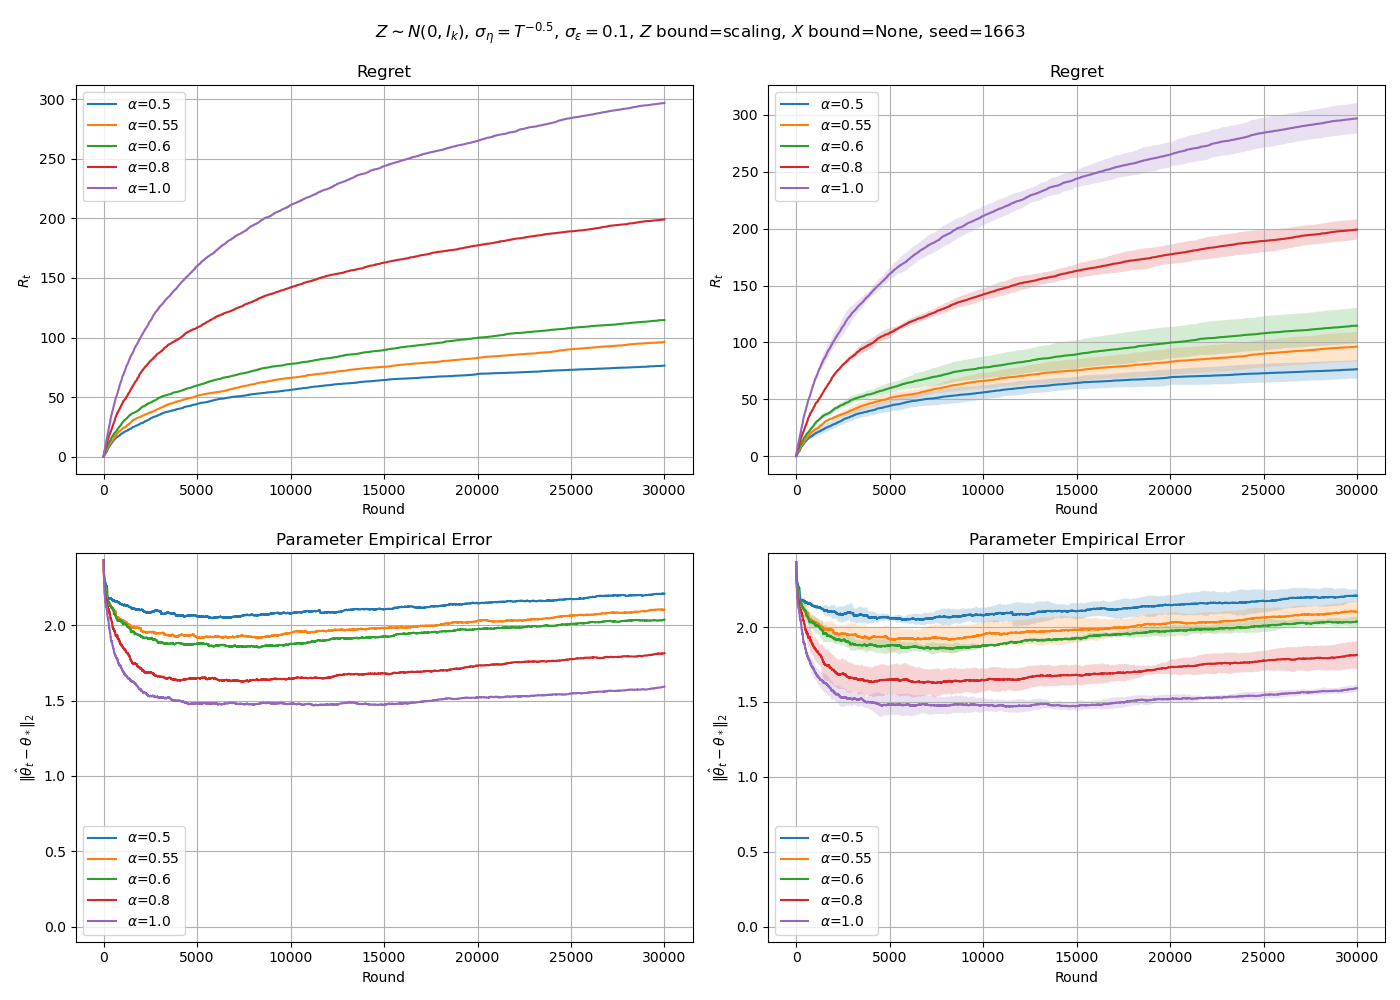 Z ~ N(0, I_k), σ_η = T^{-0.5}, σ_ε = 0.1, Z bound=scaling, X bound=None, seed=1663
Regret
α=0.5
α=0.55
α=0.6
α=0.8
α=1.0
300
250
200
150
100
50
0
R_t
0 5000 10000 15000 20000 25000 30000
Round
Regret
α=0.5
α=0.55
α=0.6
α=0.8
α=1.0
300
250
200
150
100
50
0
R_t
0 5000 10000 15000 20000 25000 30000
Round
Parameter Empirical Error
2.0
1.5
1.0
0.5
0.0
‖θ̂_t − θ_*‖_2
α=0.5
α=0.55
α=0.6
α=0.8
α=1.0
0 5000 10000 15000 20000 25000 30000
Round
Parameter Empirical Error
2.0
1.5
1.0
0.5
0.0
‖θ̂_t − θ_*‖_2
α=0.5
α=0.55
α=0.6
α=0.8
α=1.0
0 5000 10000 15000 20000 25000 30000
Round